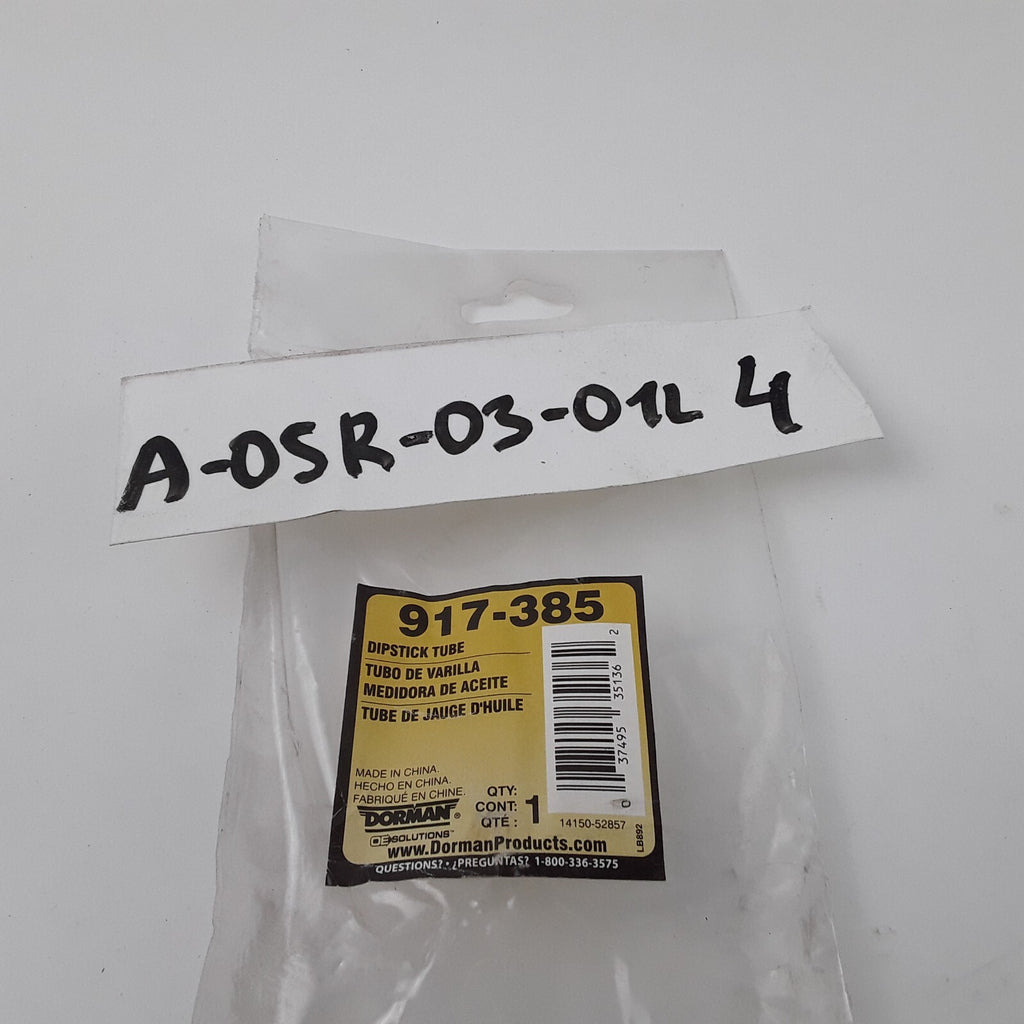 A-OSR-03-01L 4
917-385
DIPSTICK TUBE
TUBO DE VARILLA
MEDIDORA DE ACEITE
TUBE DE JAUGE D'HUILE
0 37495 35136 2
MADE IN CHINA.
HECHO EN CHINA.
FABRIQUÉ EN CHINE.
QTY:
CONT: 1
QTÉ :
DORMAN®
OE SOLUTIONS™
14150-52857
LB892
www.DormanProducts.com
QUESTIONS? • ¿PREGUNTAS? 1-800-336-3575